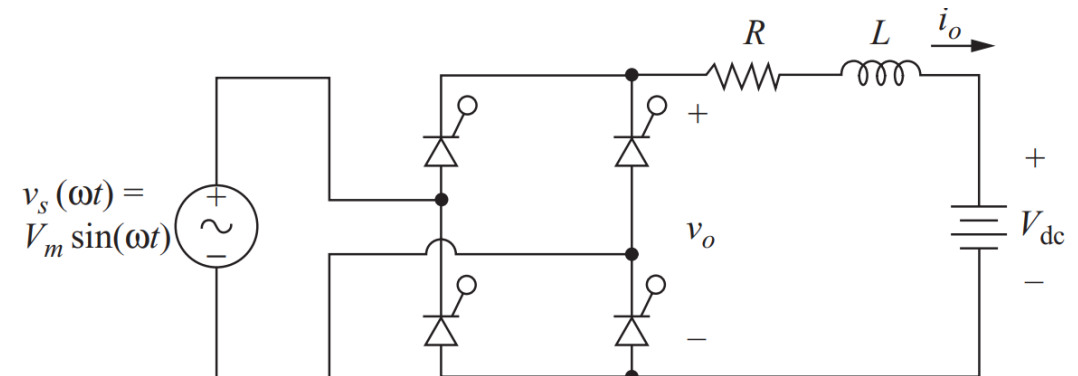 R
L
i_o
+
+
v_s (ωt) =
V_m sin(ωt)
+
−
v_o
V_dc
−
−